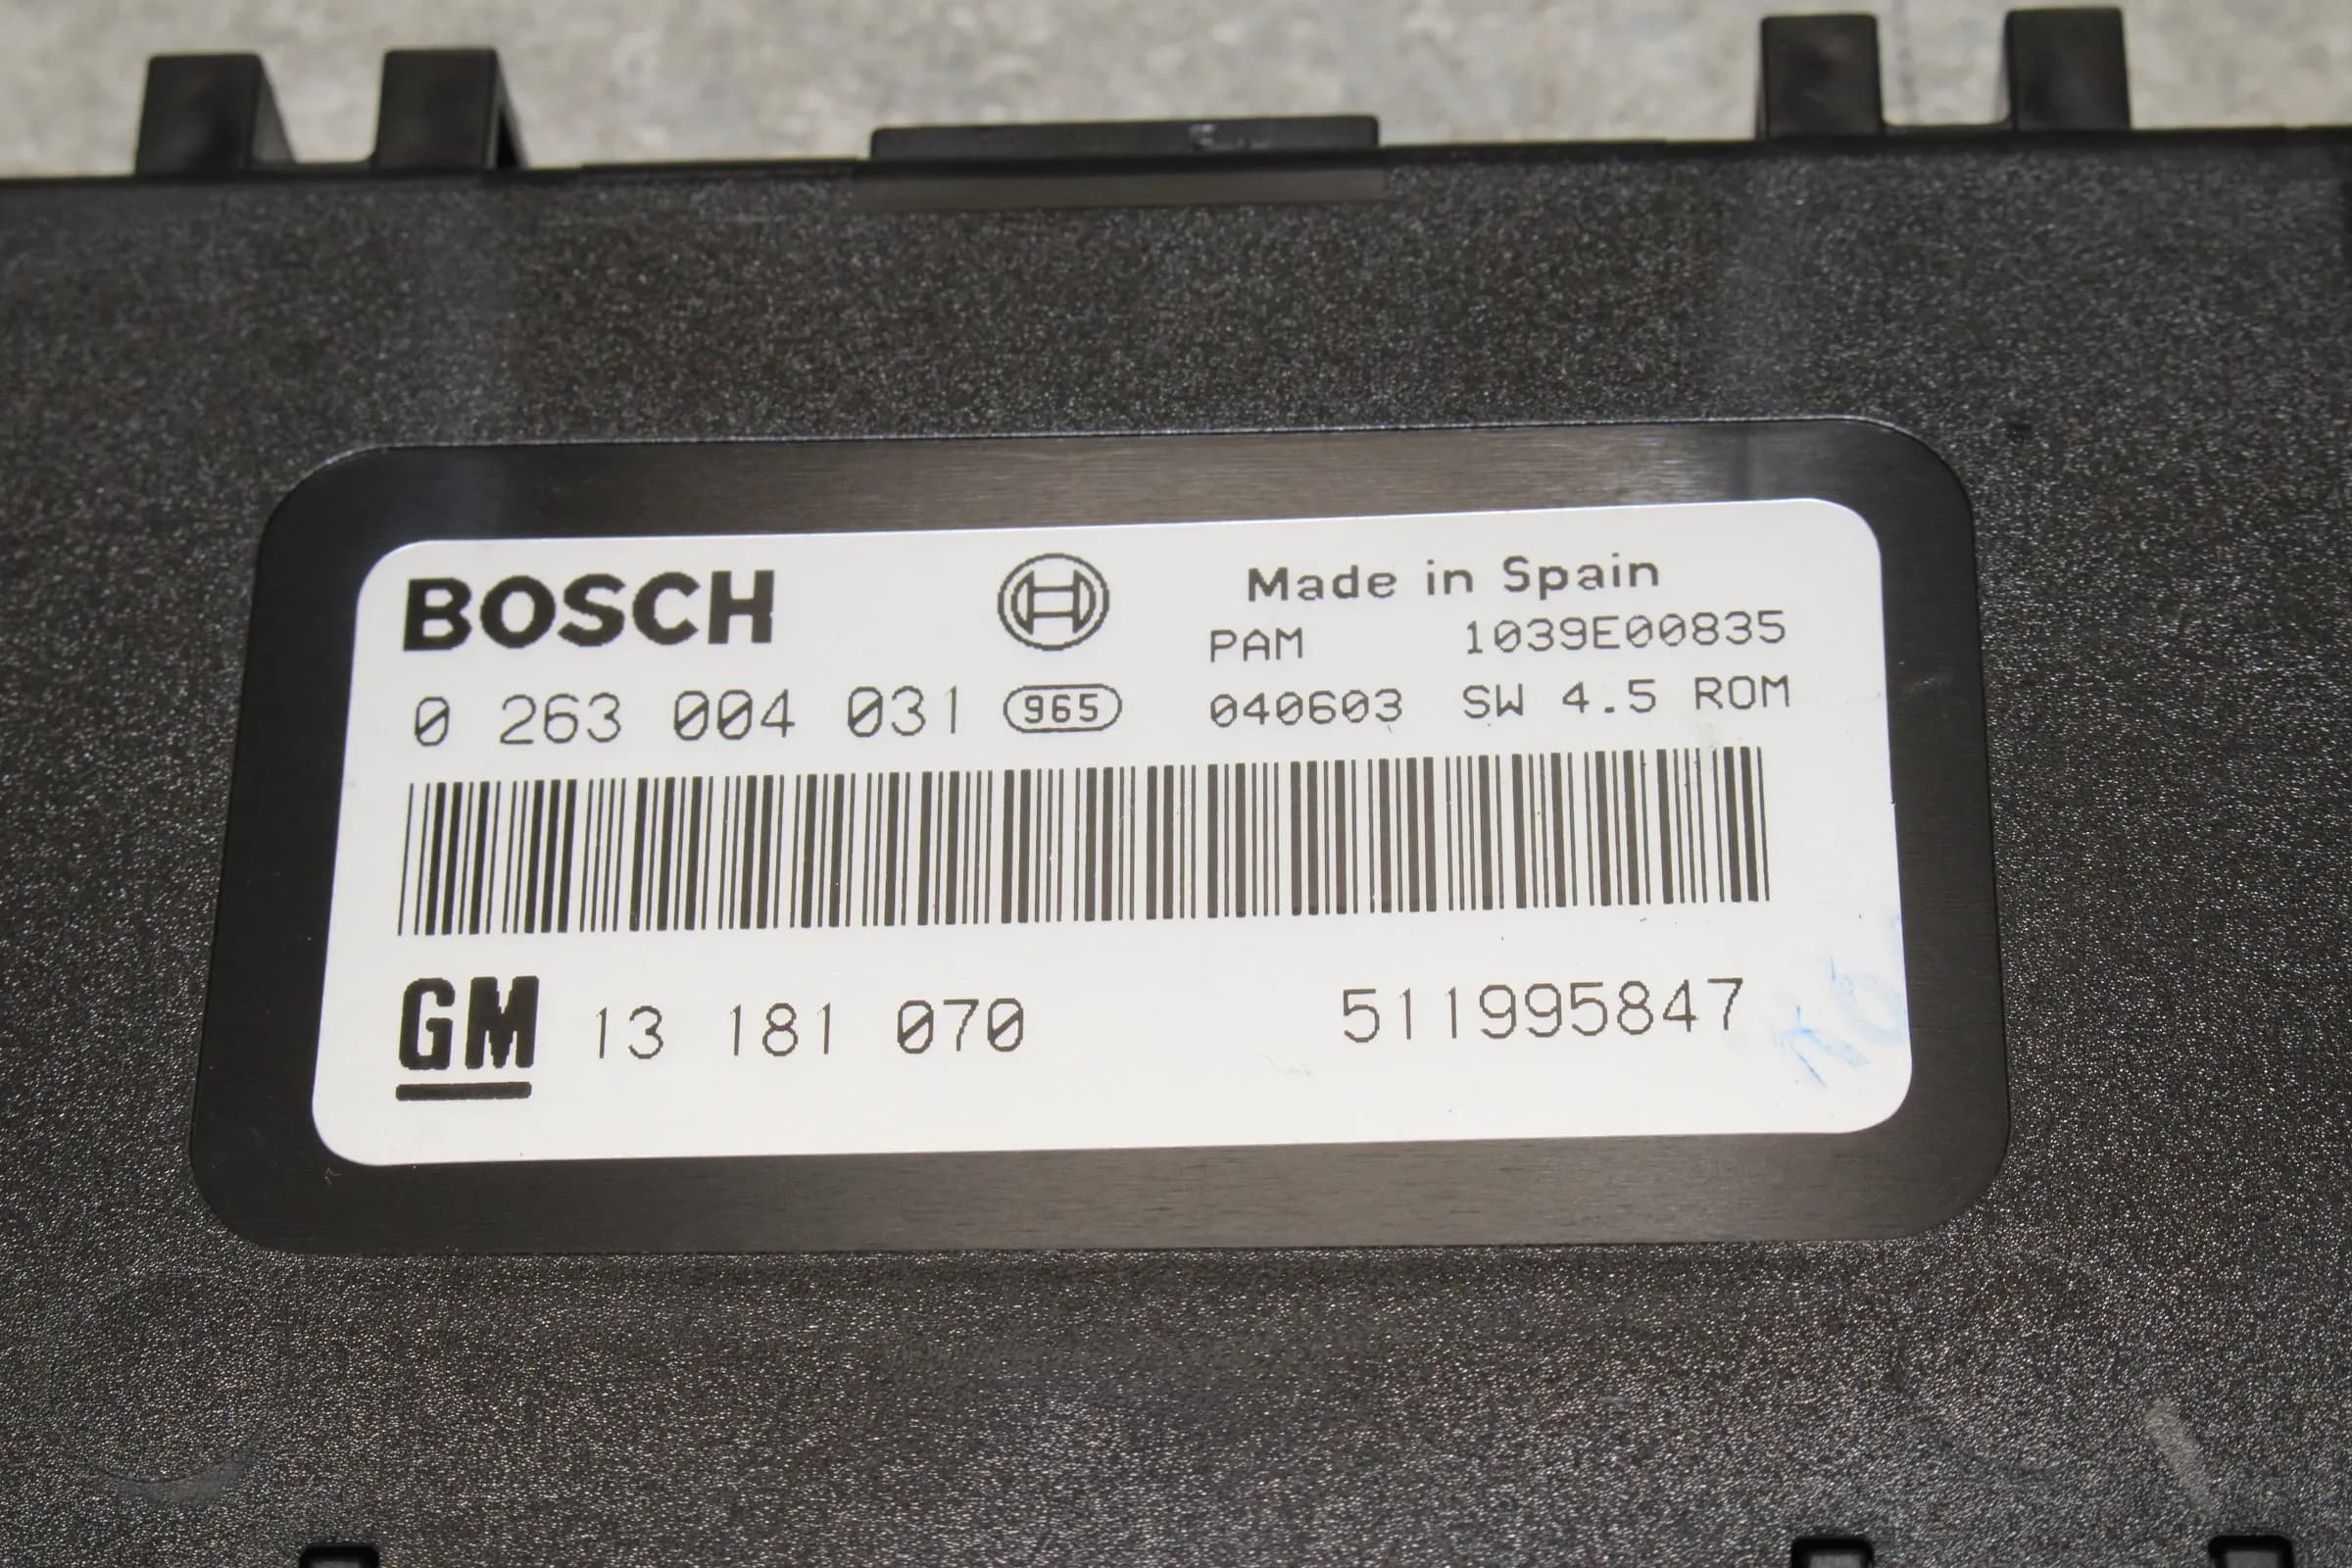 BOSCH
Made in Spain
PAM 1039E00835
0 263 004 031 965 040603 SW 4.5 ROM
GM 13 181 070 511995847